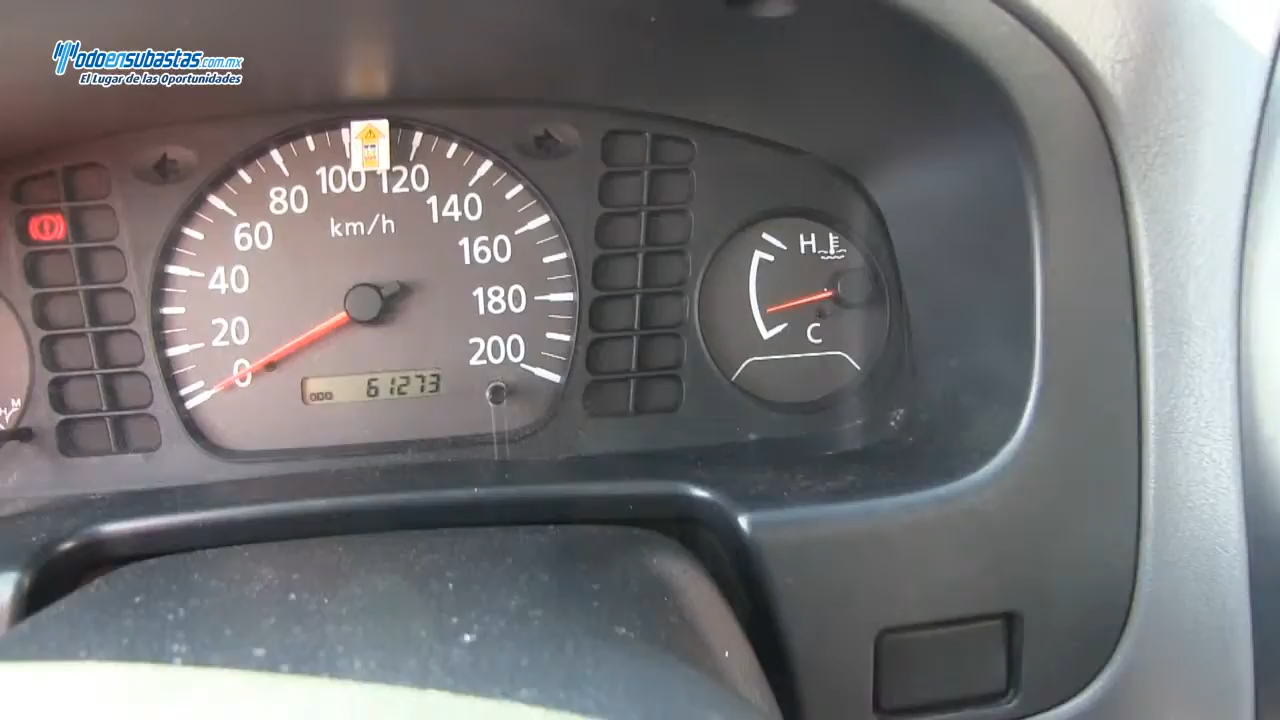 todoensubastas.com.mx
El Lugar de las Oportunidades
0
20
40
60
80
100
120
140
160
180
200
km/h
ODO 61273
H
C
M